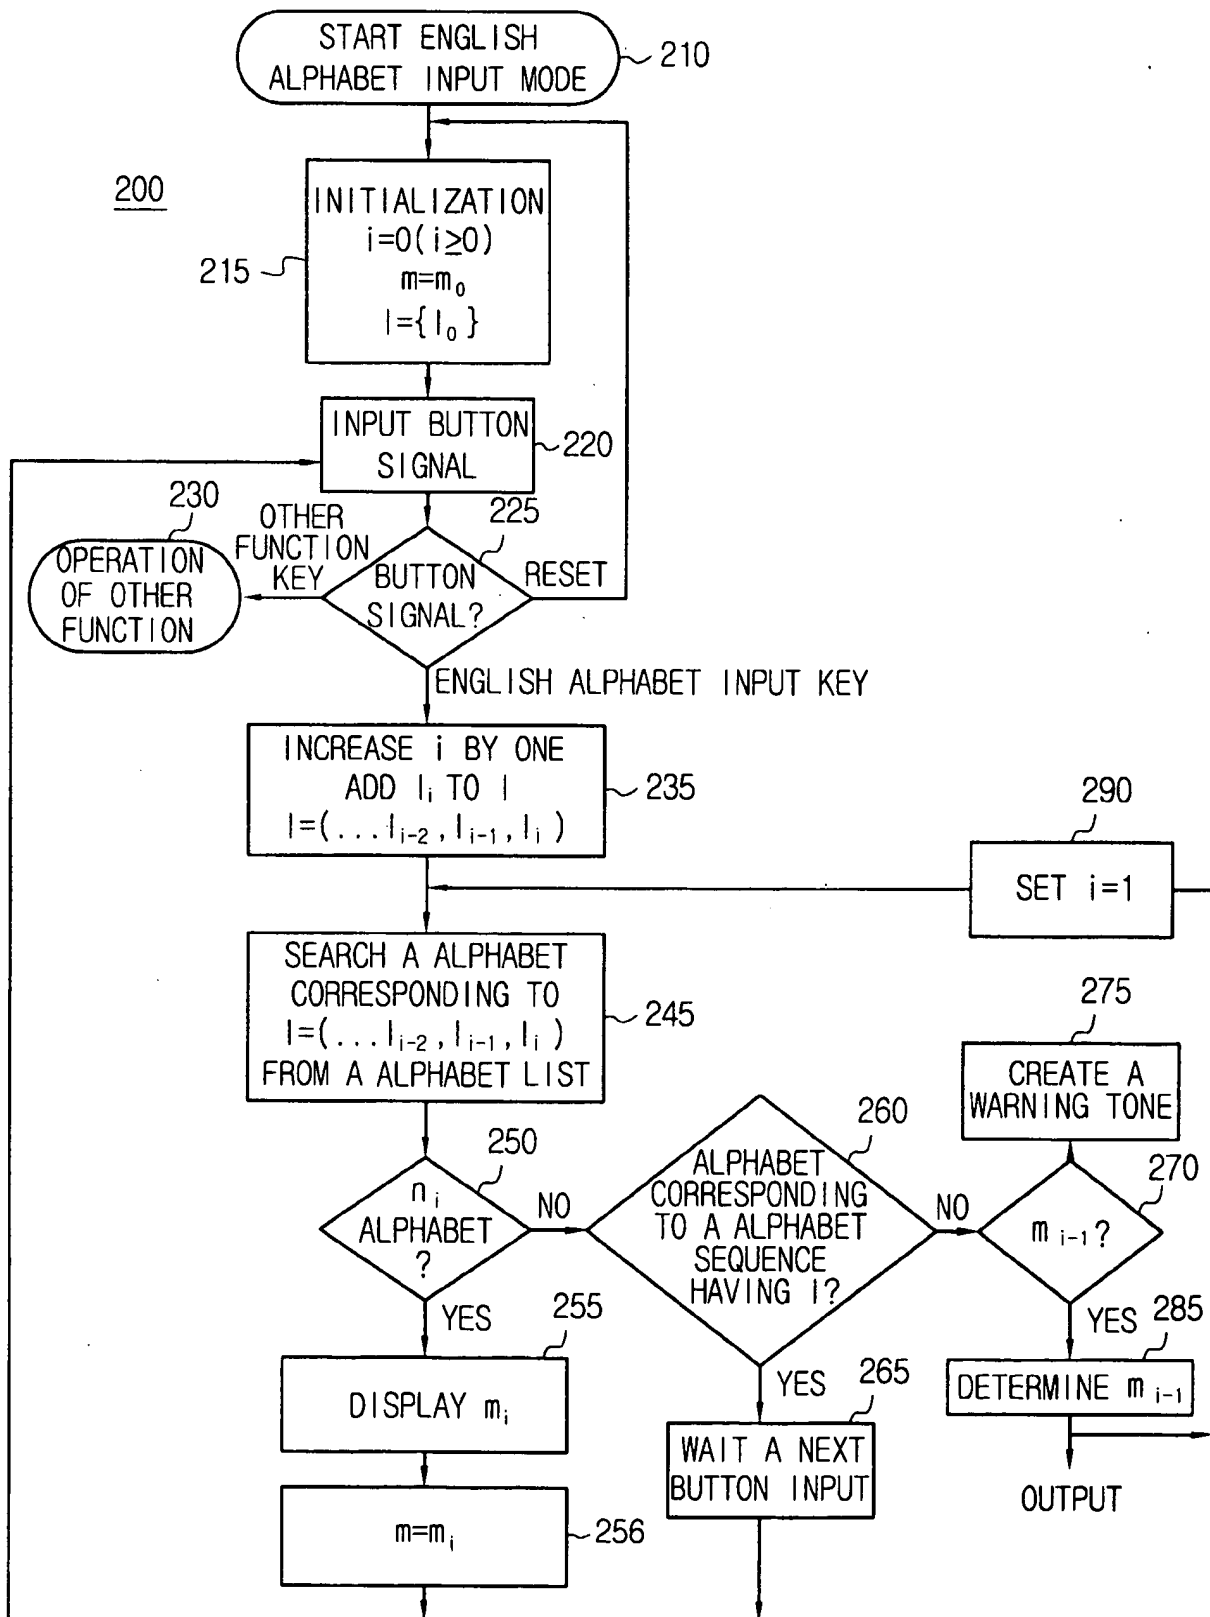 START ENGLISH
ALPHABET INPUT MODE
210
200
INITIALIZATION
i=0(i≥0)
m=m₀
I={I₀}
215
INPUT BUTTON
SIGNAL
220
230
OTHER
FUNCTION
KEY
225
OPERATION
OF OTHER
FUNCTION
BUTTON
SIGNAL?
RESET
ENGLISH ALPHABET INPUT KEY
INCREASE i BY ONE
ADD Iᵢ TO I
I=(...Iᵢ₋₂,Iᵢ₋₁,Iᵢ)
235
290
SET i=1
SEARCH A ALPHABET
CORRESPONDING TO
I=(...Iᵢ₋₂,Iᵢ₋₁,Iᵢ)
FROM A ALPHABET LIST
245
275
CREATE A
WARNING TONE
250
nᵢ
ALPHABET
?
NO
YES
260
ALPHABET
CORRESPONDING
TO A ALPHABET
SEQUENCE
HAVING I?
NO
YES
270
mᵢ₋₁?
YES
285
DETERMINE mᵢ₋₁
255
DISPLAY mᵢ
265
WAIT A NEXT
BUTTON INPUT
OUTPUT
m=mᵢ
256